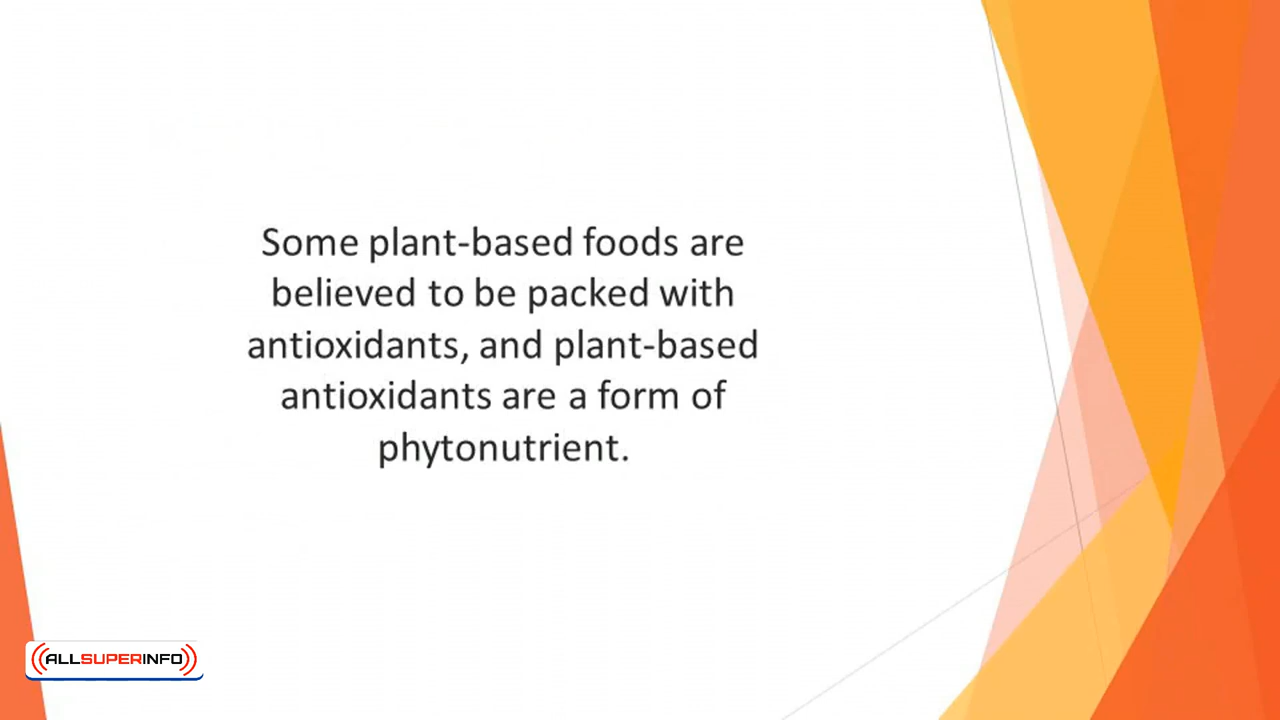 Some plant-based foods are
believed to be packed with
antioxidants, and plant-based
antioxidants are a form of
phytonutrient.
ALLSUPERINFO